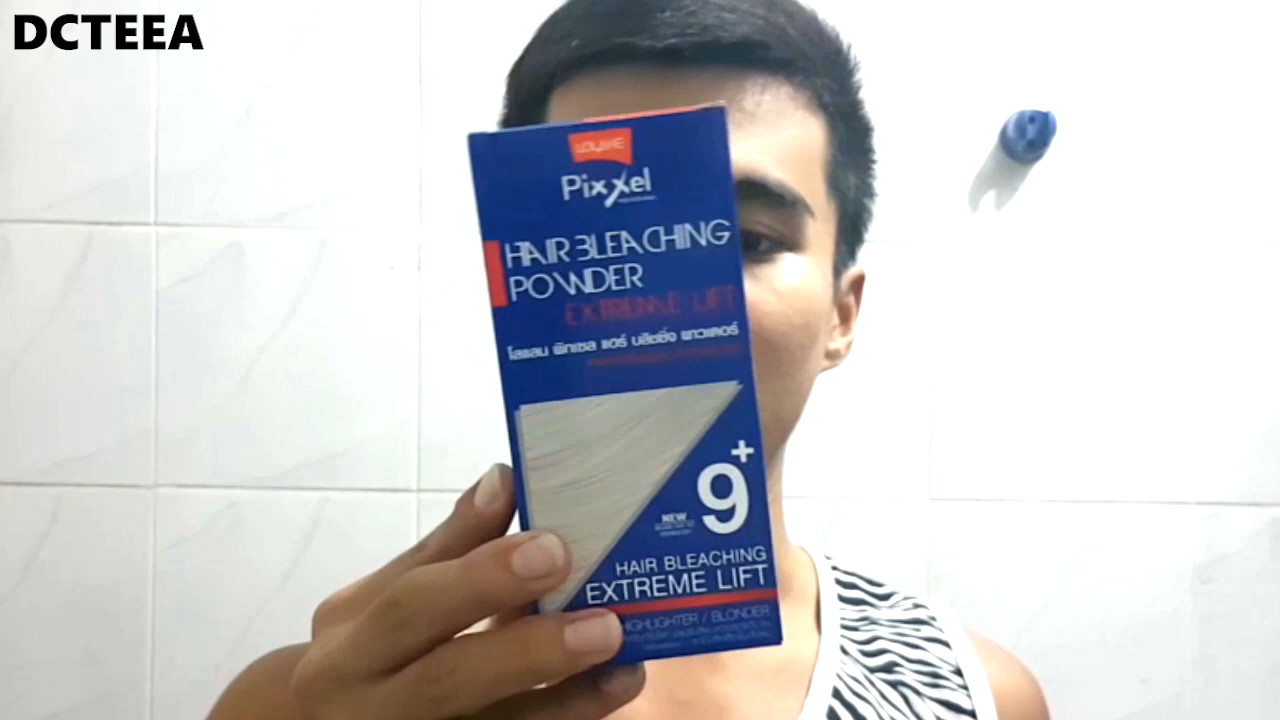 DCTEEA
LOLANE
Pixxel
HAIR BLEACHING
POWDER
EXTREME LIFT
โลแลน พิกเซล แฮร์ บลีชชิ่ง พาวเดอร์
9+
NEW
HAIR BLEACHING
EXTREME LIFT
HIGHLIGHTER / BLONDER